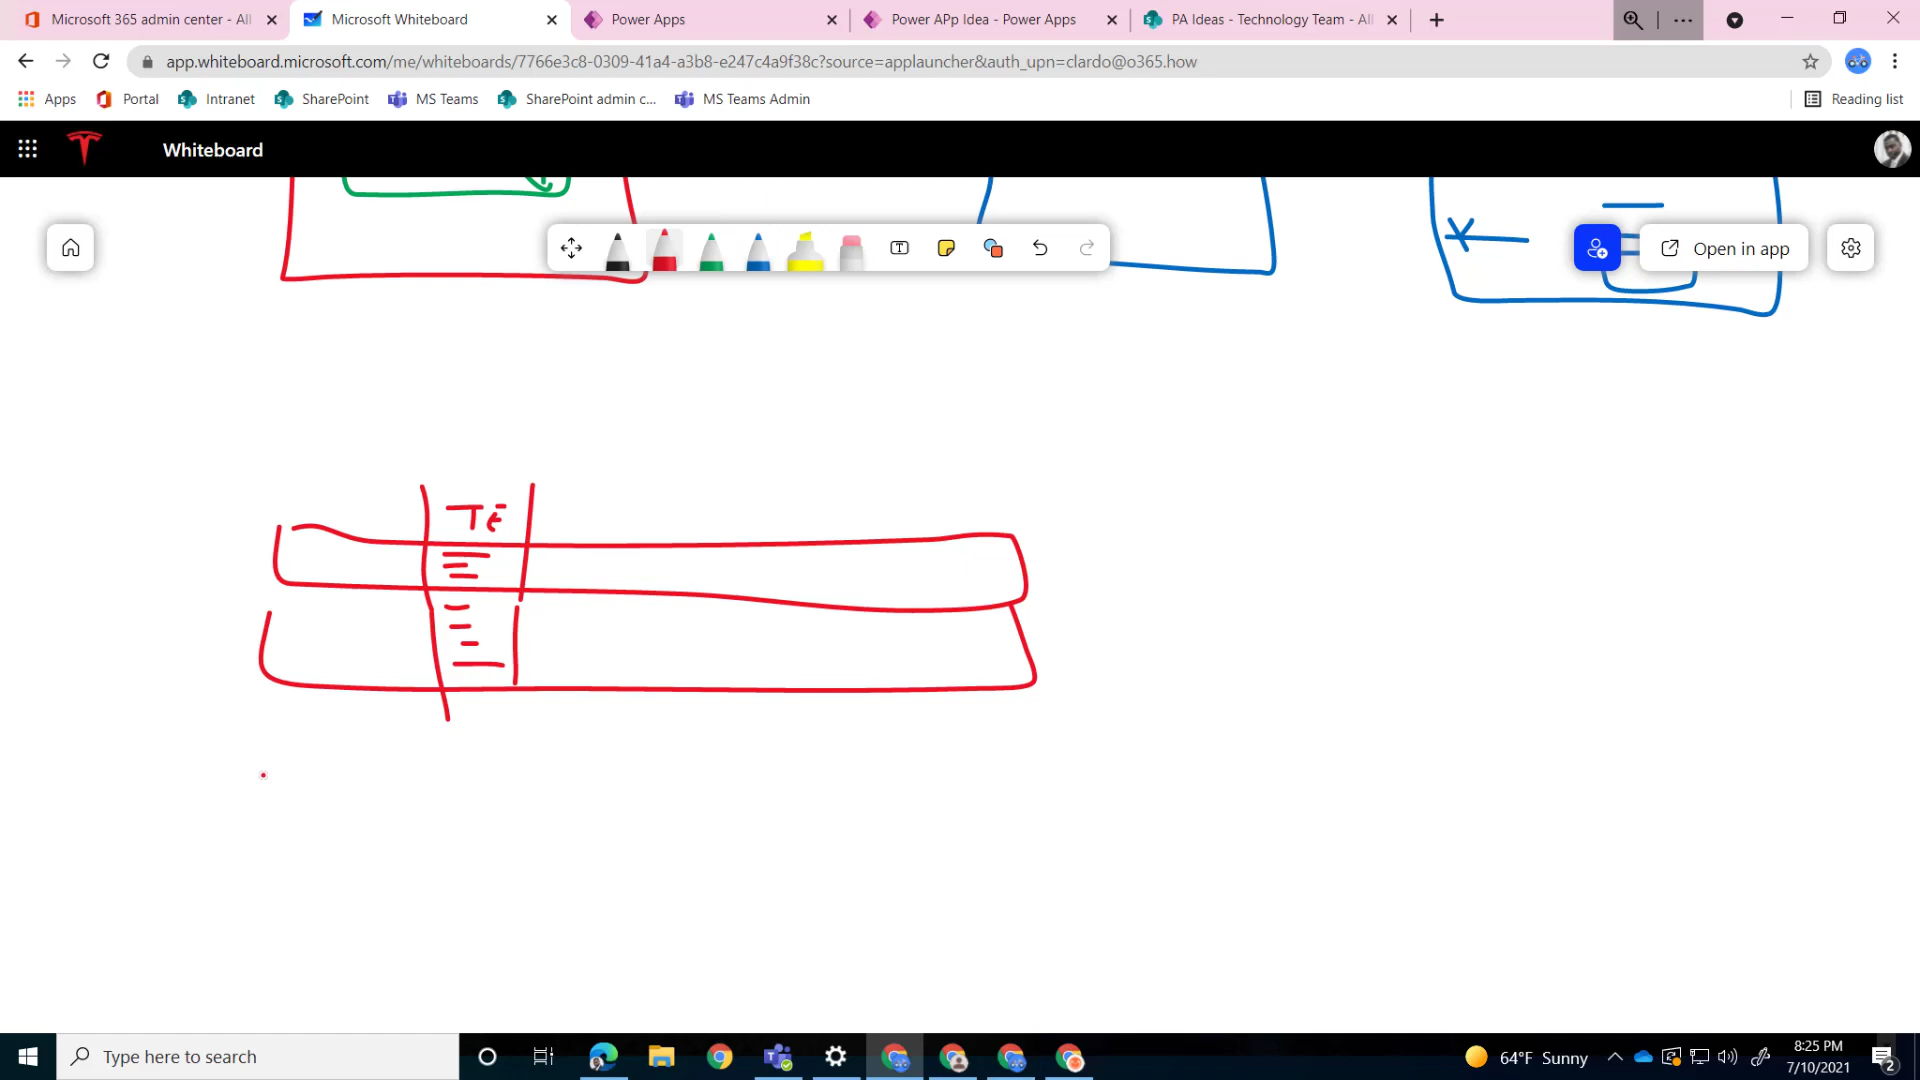 Microsoft 365 admin center - All
Microsoft Whiteboard
Power Apps
Power APp Idea - Power Apps
PA Ideas - Technology Team - All
app.whiteboard.microsoft.com/me/whiteboards/7766e3c8-0309-41a4-a3b8-e247c4a9f38c?source=applauncher&auth_upn=clardo@o365.how
Apps
Portal
Intranet
SharePoint
MS Teams
SharePoint admin c...
MS Teams Admin
Reading list
Whiteboard
Open in app
Type here to search
64°F Sunny
8:25 PM
7/10/2021
2